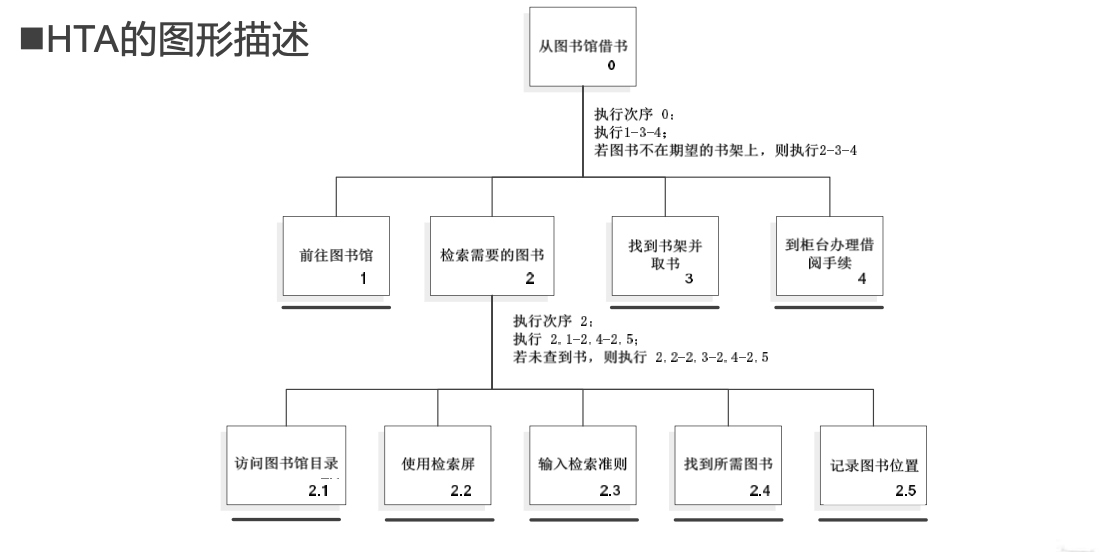 ■HTA的图形描述
从图书馆借书
0
执行次序 0:
执行1-3-4;
若图书不在期望的书架上，则执行2-3-4
前往图书馆
1
检索需要的图书
2
找到书架并
取书
3
到柜台办理借
阅手续
4
执行次序 2:
执行 2.1-2.4-2.5;
若未查到书，则执行 2.2-2.3-2.4-2.5
访问图书馆目录
2.1
使用检索屏
2.2
输入检索准则
2.3
找到所需图书
2.4
记录图书位置
2.5